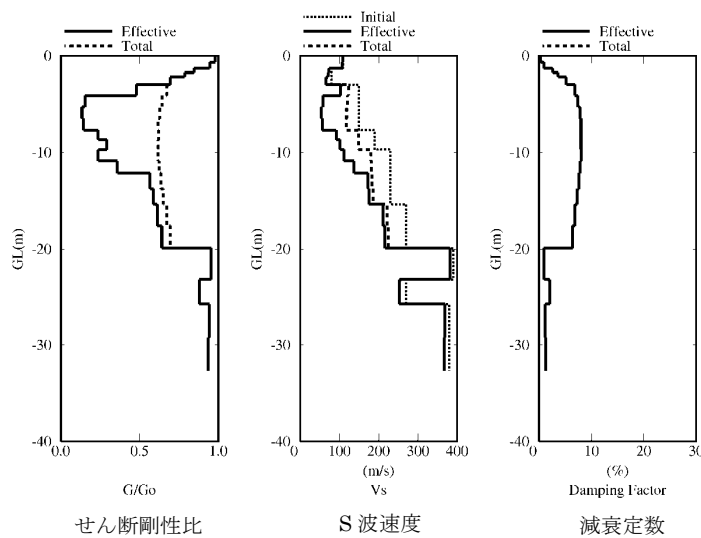 Effective
Total
0
-10
-20
-30
-40
GL(m)
0.0
0.5
1.0
G/Go
せん断剛性比
Initial
Effective
Total
0
-10
-20
-30
-40
GL(m)
0
100
200
300
400
(m/s)
Vs
S 波速度
Effective
Total
0
-10
-20
-30
-40
GL(m)
0
10
20
30
(%)
Damping Factor
減衰定数